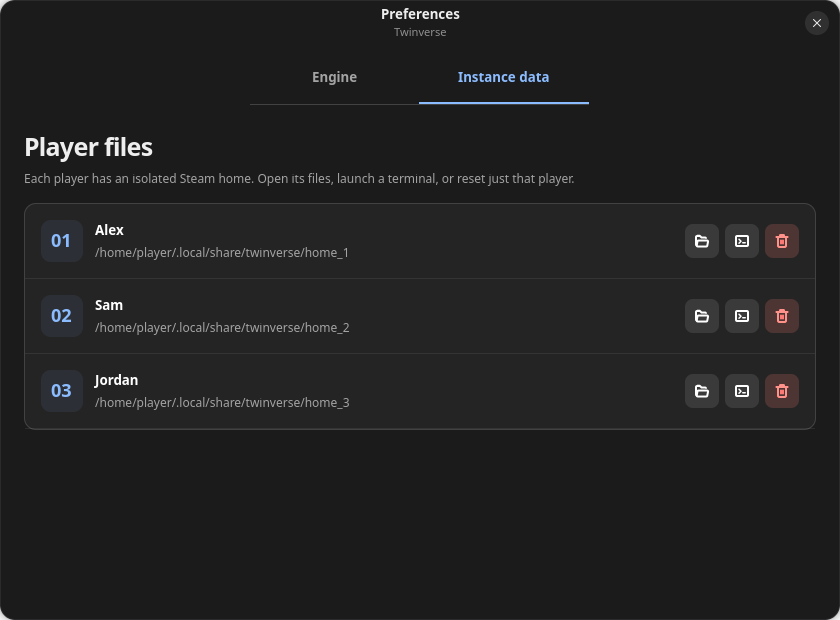 Preferences
Twinverse
Engine
Instance data
Player files
Each player has an isolated Steam home. Open its files, launch a terminal, or reset just that player.
01
Alex
/home/player/.local/share/twinverse/home_1
02
Sam
/home/player/.local/share/twinverse/home_2
03
Jordan
/home/player/.local/share/twinverse/home_3